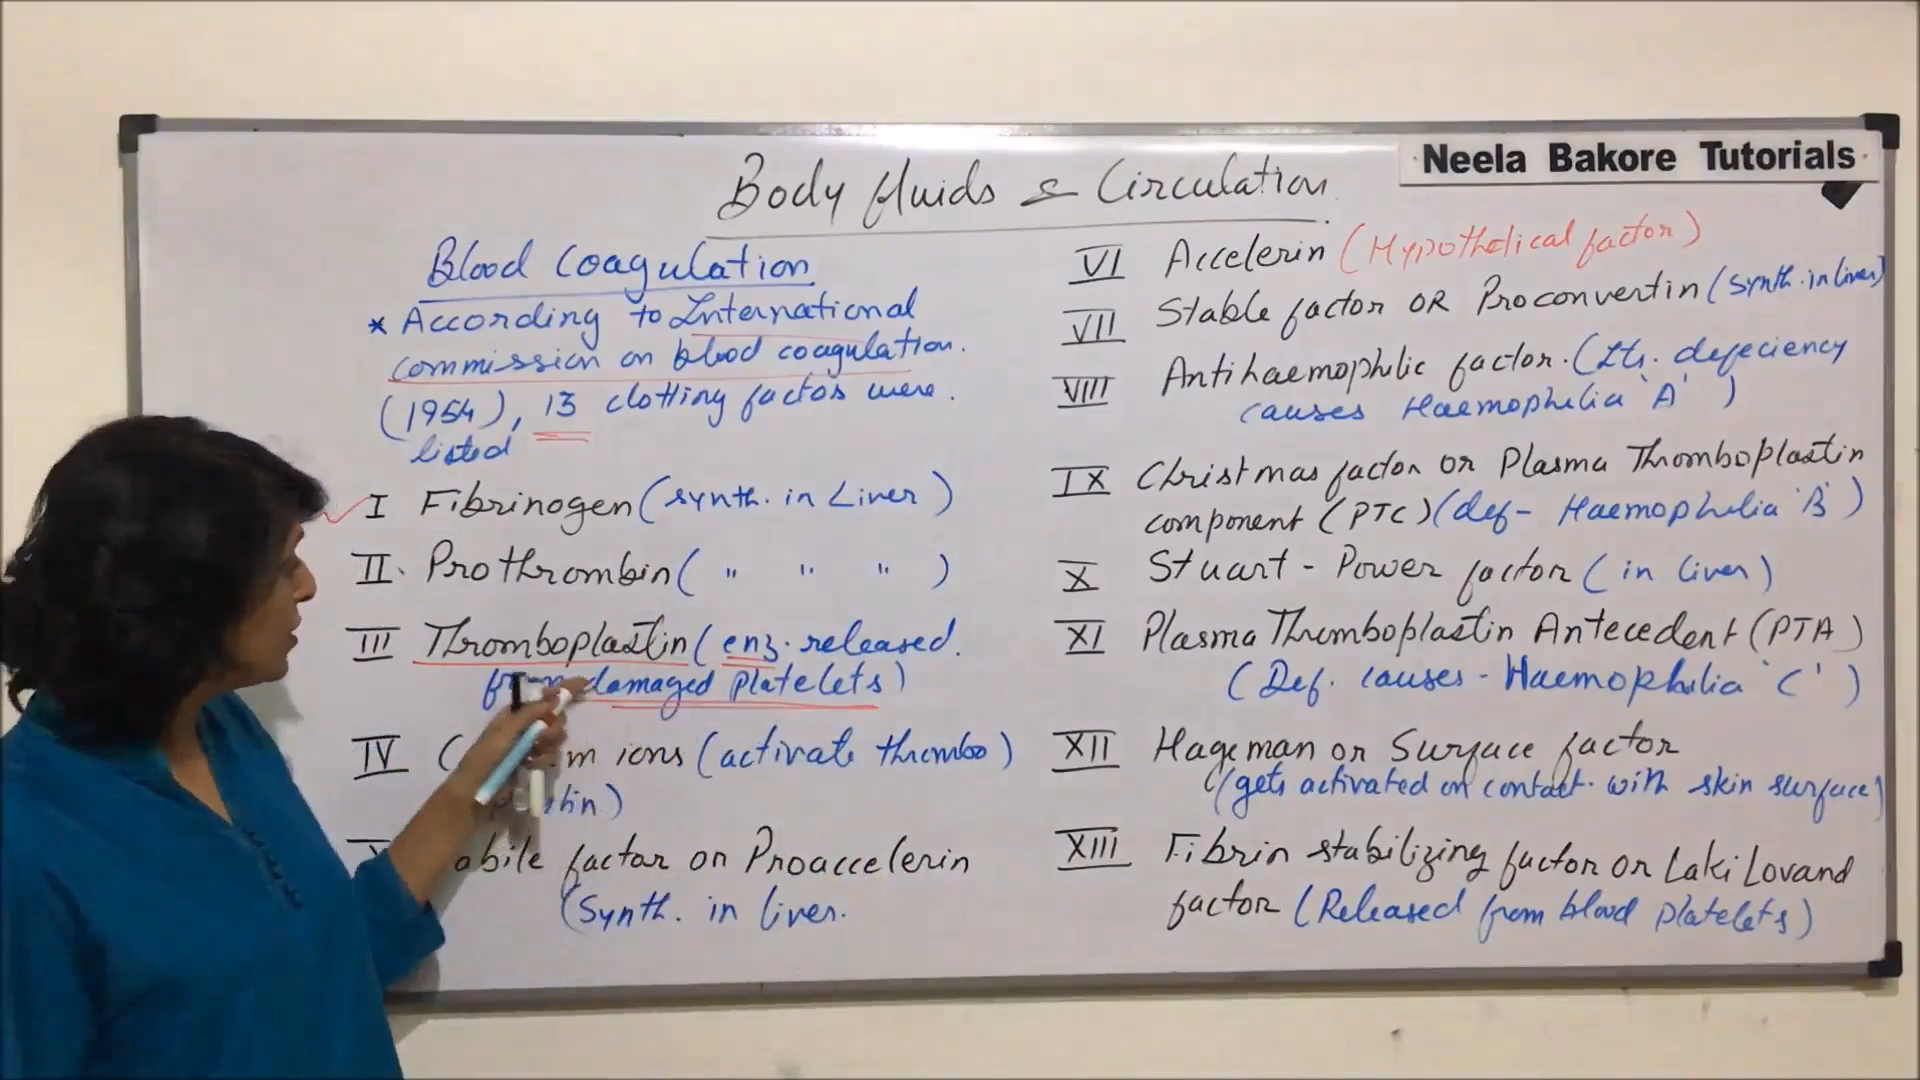 Neela Bakore Tutorials
Body fluids & Circulation
Blood Coagulation
* According to International
commission on blood coagulation.
(1954), 13 clotting factos were.
listed
I Fibrinogen (synth. in Liver)
II. Prothrombin ( " " " )
III Thromboplastin (enz. released.
damaged platelets)
IV ions (activate thrombo)
factor or Proaccelerin
(Synth. in liver.
VI Accelerin (Hypothetical factor)
VII Stable factor OR Proconvertin (synth. in liver)
VIII Antihaemophilic factor. (Its. defeciency
causes Haemophilia 'A' )
IX Christmas factor or Plasma Thromboplastin
component (PTC) (def- Haemophilia 'B')
X Stuart - Power factor (in liver)
XI Plasma Thromboplastin Antecedent (PTA)
(Def. causes - Haemophilia 'C' )
XII Hageman or Surface factor
(gets activated on contact. with skin surface)
XIII Fibrin stabilizing factor or Laki Lovand
factor (Released from blood platelets)